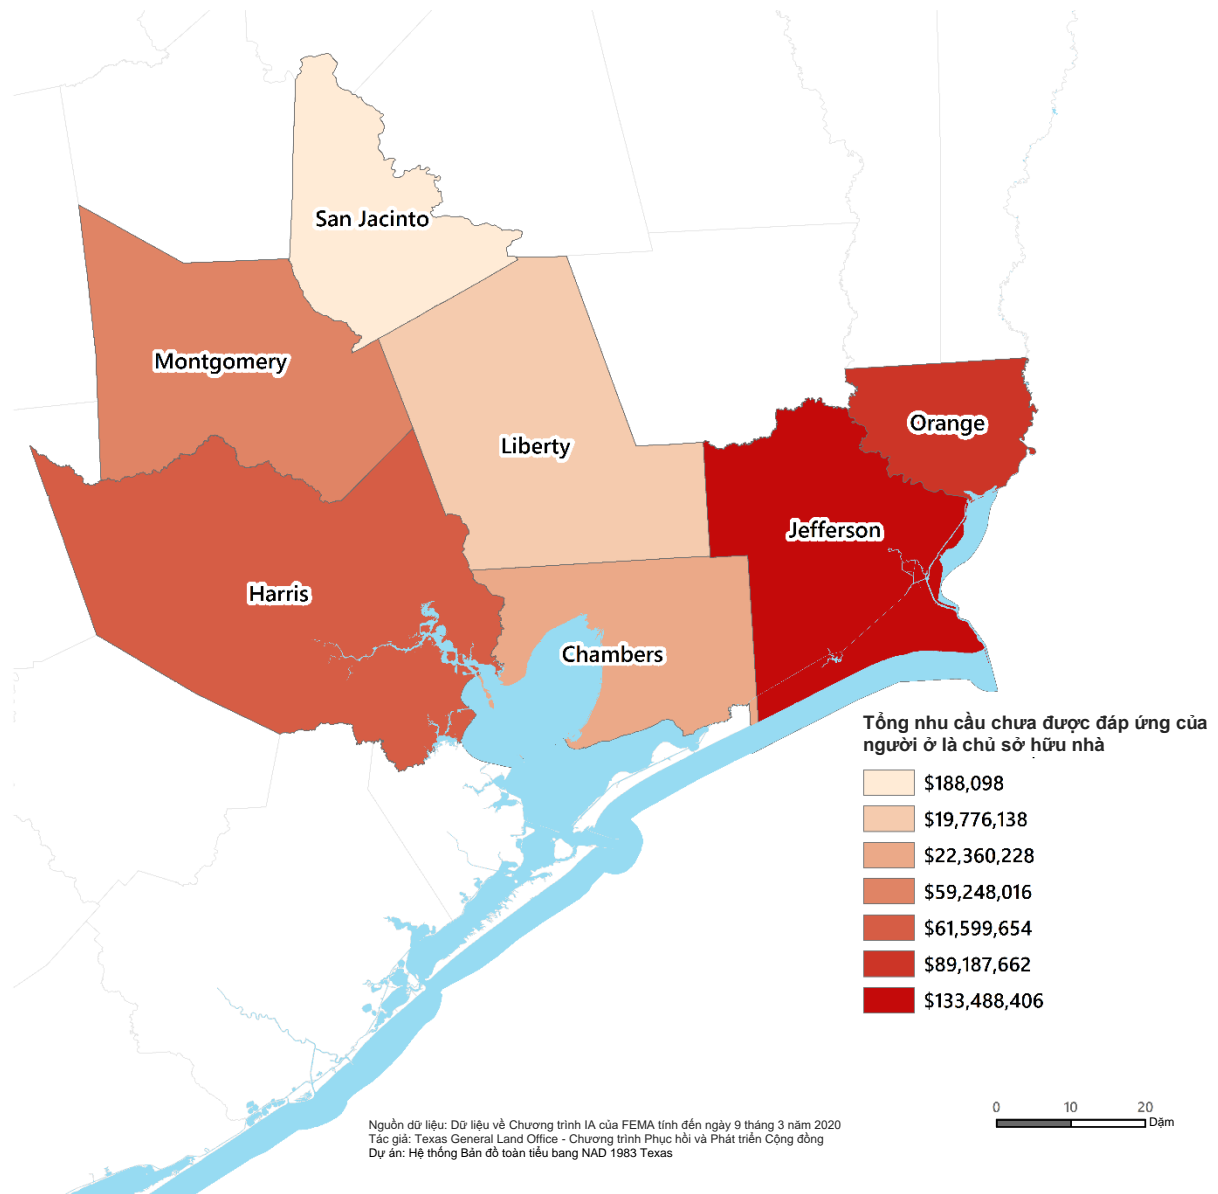 San Jacinto
Montgomery
Orange
Liberty
Jefferson
Harris
Chambers
Tổng nhu cầu chưa được đáp ứng của
người ở là chủ sở hữu nhà
$188,098
$19,776,138
$22,360,228
$59,248,016
$61,599,654
$89,187,662
$133,488,406
0 10 20
Dặm
Nguồn dữ liệu: Dữ liệu về Chương trình IA của FEMA tính đến ngày 9 tháng 3 năm 2020
Tác giả: Texas General Land Office - Chương trình Phục hồi và Phát triển Cộng đồng
Dự án: Hệ thống Bản đồ toàn tiểu bang NAD 1983 Texas